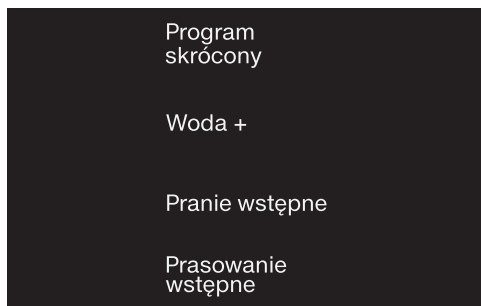 Program
skrócony
Woda +
Pranie wstępne
Prasowanie
wstępne